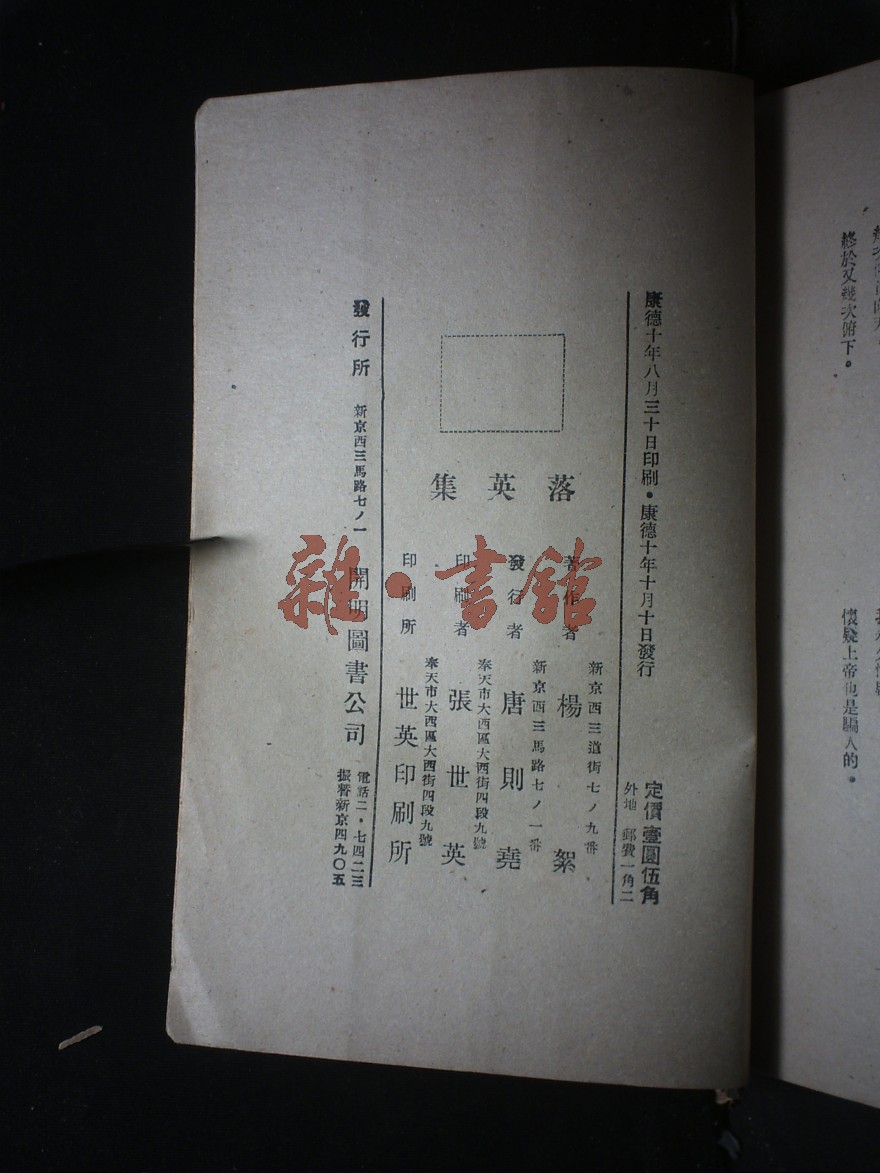 終於又幾次俯下。
懷疑上帝也是騙人的。
康德十年八月三十日印刷・康德十年十月十日發行
定價壹圓伍角
外地 郵費一角二
落英集
著作者 新京西三道街七ノ九番 楊絮
發行者 新京西三馬路七ノ一番 唐則堯
印刷者 奉天市大西區大西街四段九號 張世英
印刷所 奉天市大西區大西街四段九號 世英印刷所
發行所 新京西三馬路七ノ一 開明圖書公司
電話二・七四二三
振替新京四九〇五
雜・書館